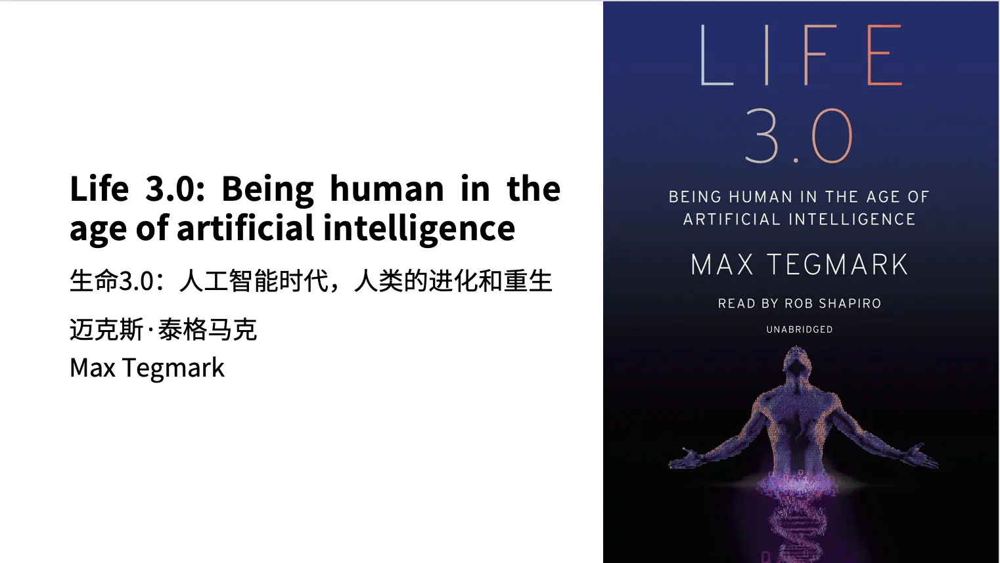 Life 3.0: Being human in the
age of artificial intelligence
生命3.0：人工智能时代，人类的进化和重生
迈克斯·泰格马克
Max Tegmark
LIFE
3.0
BEING HUMAN IN THE AGE OF
ARTIFICIAL INTELLIGENCE
MAX TEGMARK
READ BY ROB SHAPIRO
UNABRIDGED